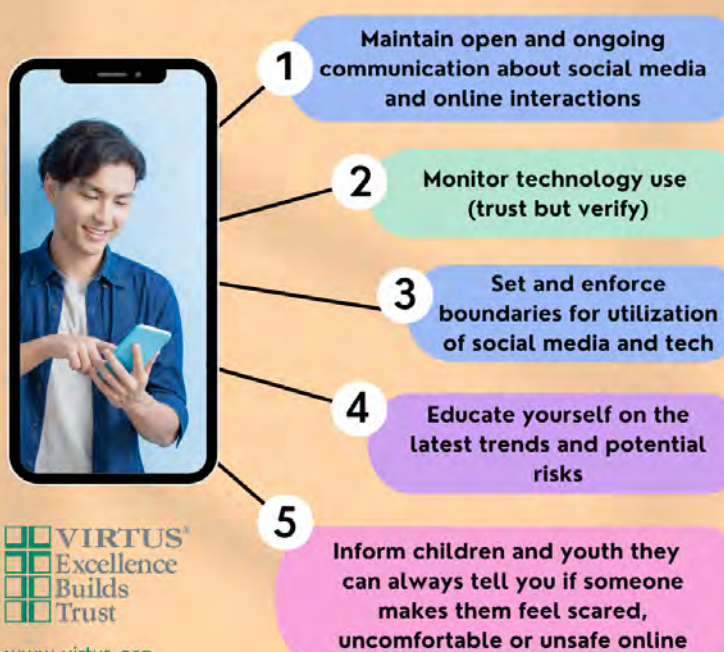 1
Maintain open and ongoing
communication about social media
and online interactions
2
Monitor technology use
(trust but verify)
3
Set and enforce
boundaries for utilization
of social media and tech
4
Educate yourself on the
latest trends and potential
risks
5
Inform children and youth they
can always tell you if someone
makes them feel scared,
uncomfortable or unsafe online
VIRTUS®
Excellence
Builds
Trust